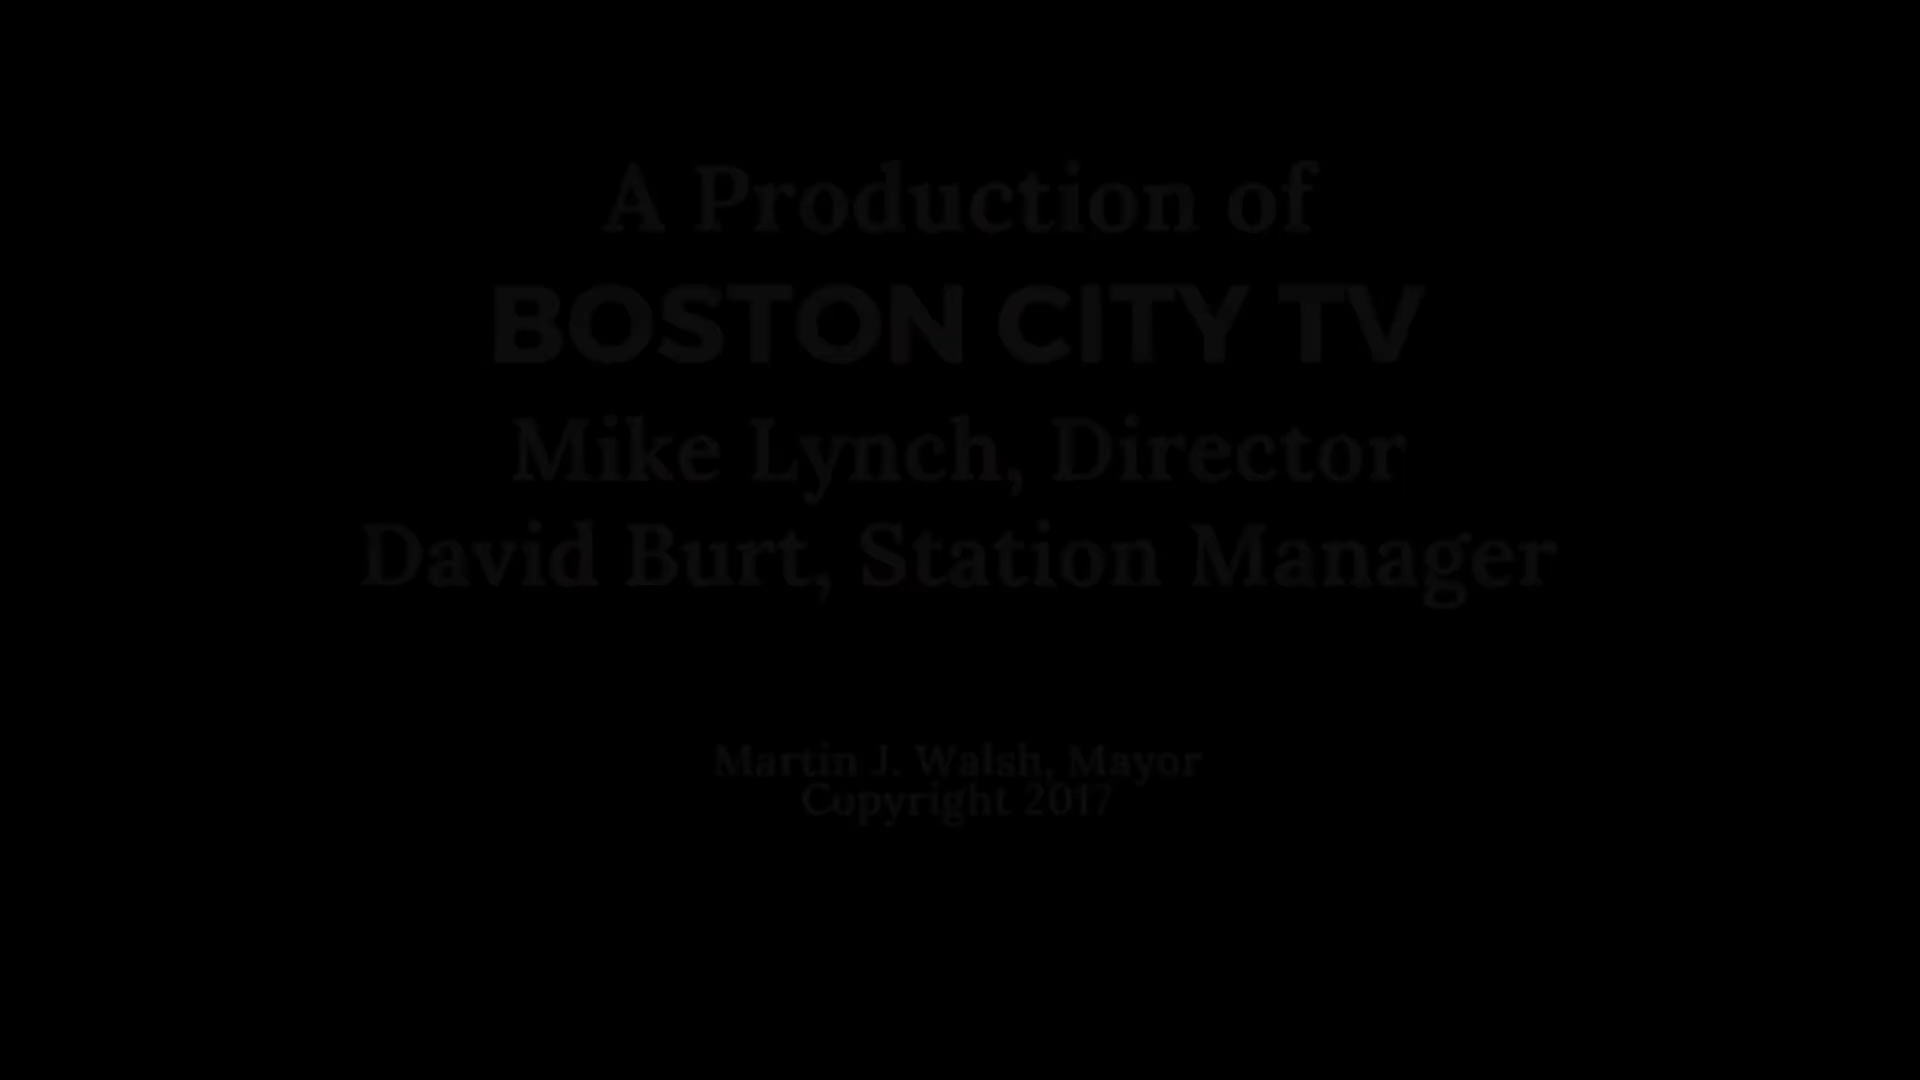 A Production of
BOSTON CITY TV
Mike Lynch, Director
David Burt, Station Manager
Martin J. Walsh, Mayor
Copyright 2017